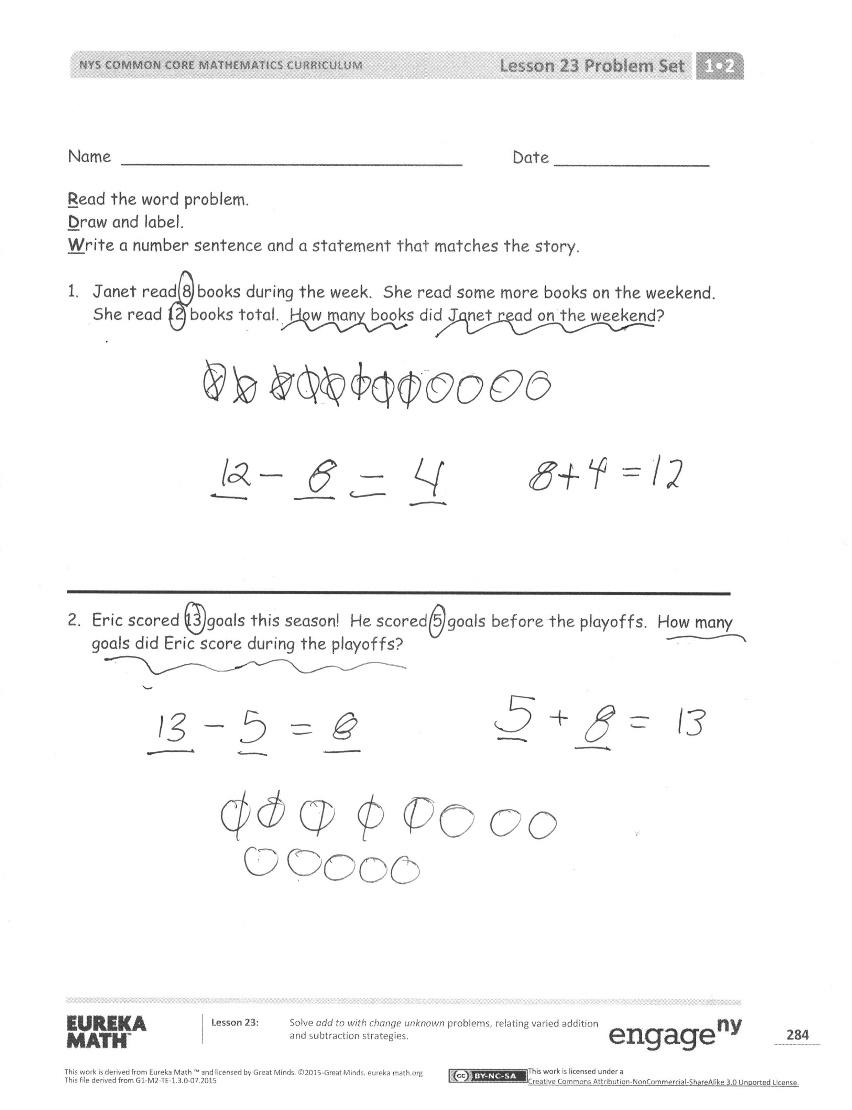 NYS COMMON CORE MATHEMATICS CURRICULUM Lesson 23 Problem Set 1•2
Name Date
Read the word problem.
Draw and label.
Write a number sentence and a statement that matches the story.
1. Janet read 8 books during the week. She read some more books on the weekend.
She read 12 books total. How many books did Janet read on the weekend?
12 - 8 = 4 8+4=12
2. Eric scored 13 goals this season! He scored 5 goals before the playoffs. How many
goals did Eric score during the playoffs?
13 - 5 = 8 5 + 8 = 13
EUREKA
MATH™
Lesson 23: Solve add to with change unknown problems, relating varied addition
and subtraction strategies.
engageny
284
This work is derived from Eureka Math ™ and licensed by Great Minds. ©2015-Great Minds. eureka math.org
This file derived from G1-M2-TE-1.3.0-07.2015
(cc) BY-NC-SA
This work is licensed under a
Creative Commons Attribution-NonCommercial-ShareAlike 3.0 Unported License.